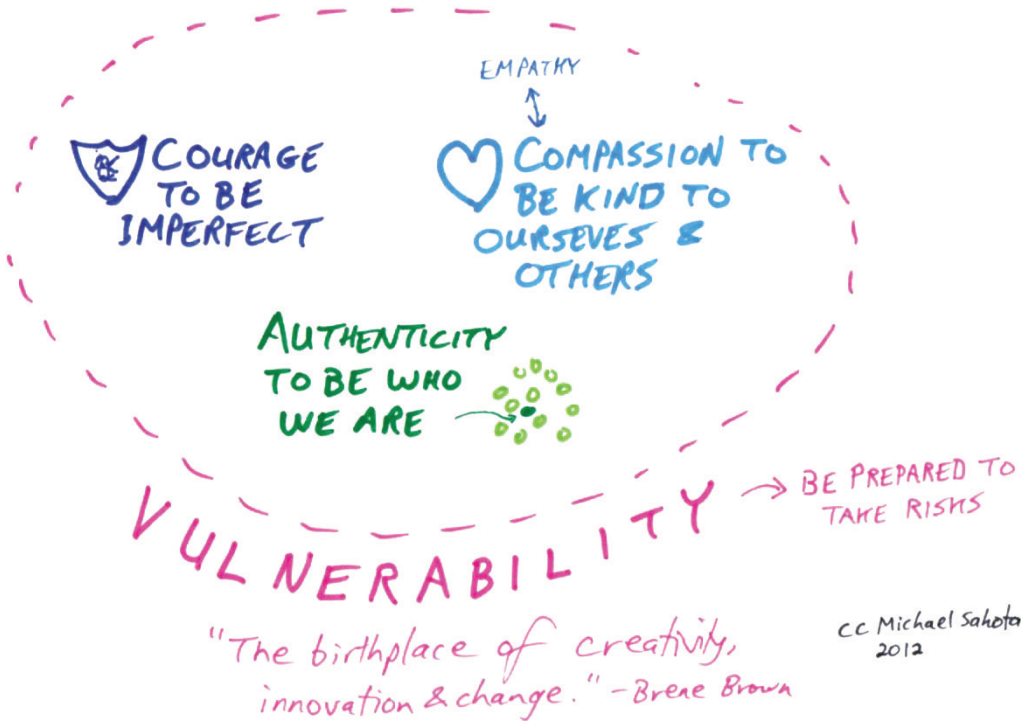 EMPATHY
COURAGE
TO BE
IMPERFECT
COMPASSION TO
BE KIND TO
OURSEVES &
OTHERS
AUTHENTICITY
TO BE WHO
WE ARE
VULNERABILITY
BE PREPARED TO
TAKE RISKS
"The birthplace of creativity,
innovation & change." - Brene Brown
CC Michael Sahota
2012